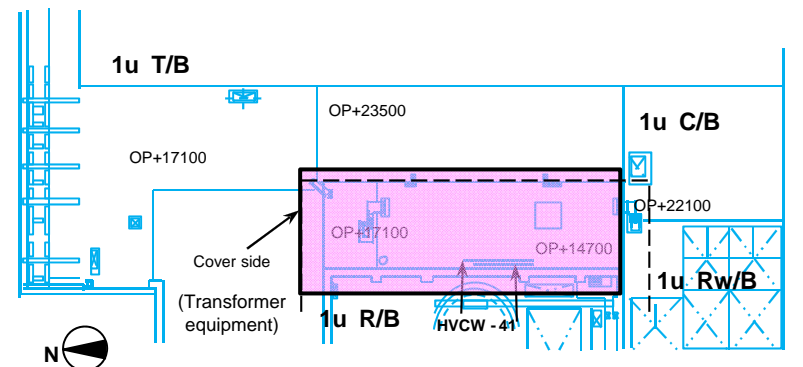 1u T/B
OP+23500
1u C/B
OP+17100
OP+22100
OP+17100
OP+14700
Cover side
(Transformer
equipment)
1u R/B
HVCW - 41
1u Rw/B
N